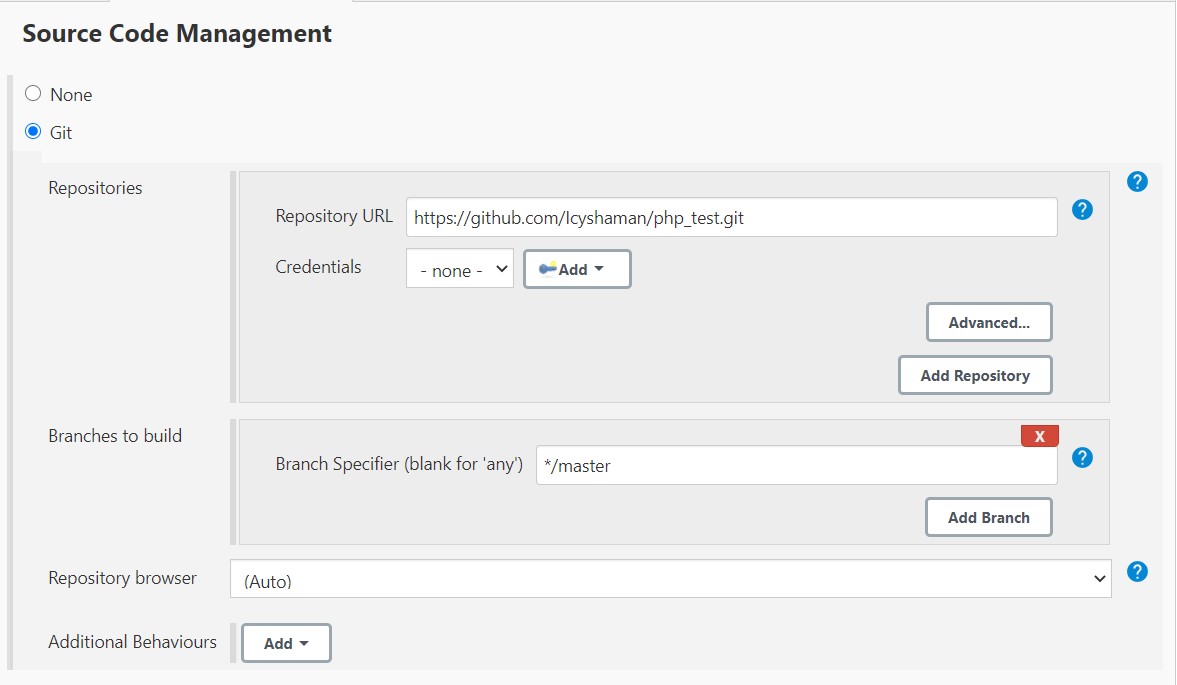 Source Code Management
None
Git
Repositories
?
Repository URL https://github.com/Icyshaman/php_test.git
?
Credentials - none - Add
Advanced...
Add Repository
Branches to build
X
Branch Specifier (blank for 'any') */master
?
Add Branch
Repository browser (Auto)
?
Additional Behaviours Add